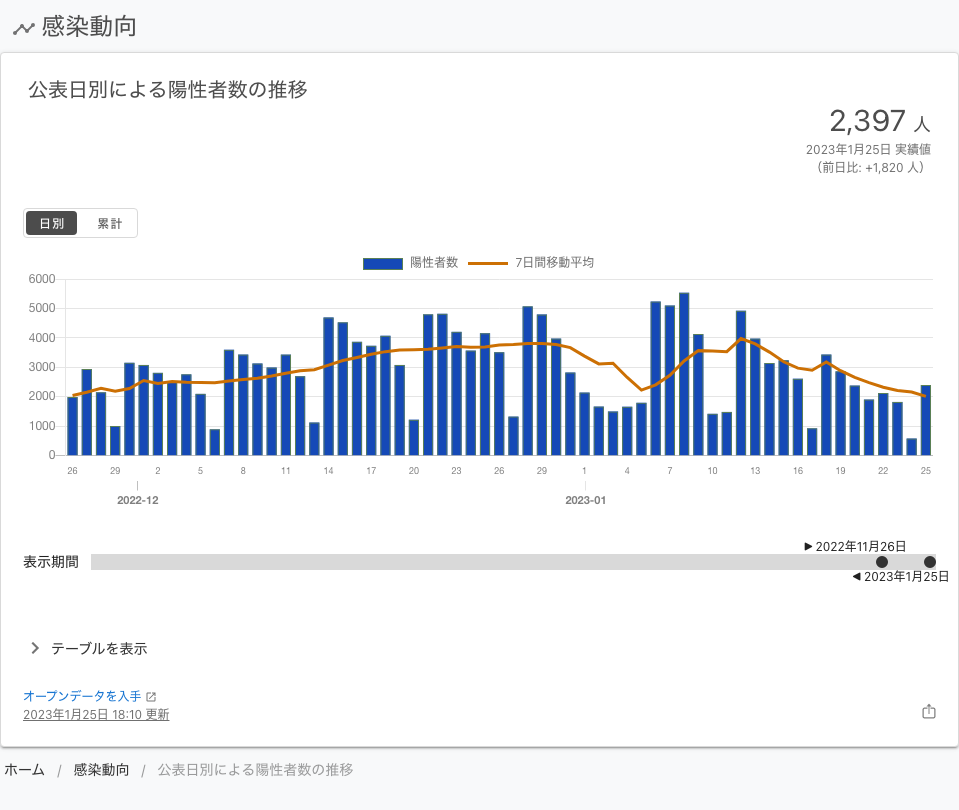 感染動向
公表日別による陽性者数の推移
2,397 人
2023年1月25日 実績値
（前日比: +1,820 人）
日別 累計
陽性者数 7日間移動平均
6000
5000
4000
3000
2000
1000
0
26 29 2 5 8 11 14 17 20 23 26 29 1 4 7 10 13 16 19 22 25
2022-12 2023-01
▶ 2022年11月26日
表示期間
◀ 2023年1月25日
テーブルを表示
オープンデータを入手
2023年1月25日 18:10 更新
ホーム / 感染動向 / 公表日別による陽性者数の推移